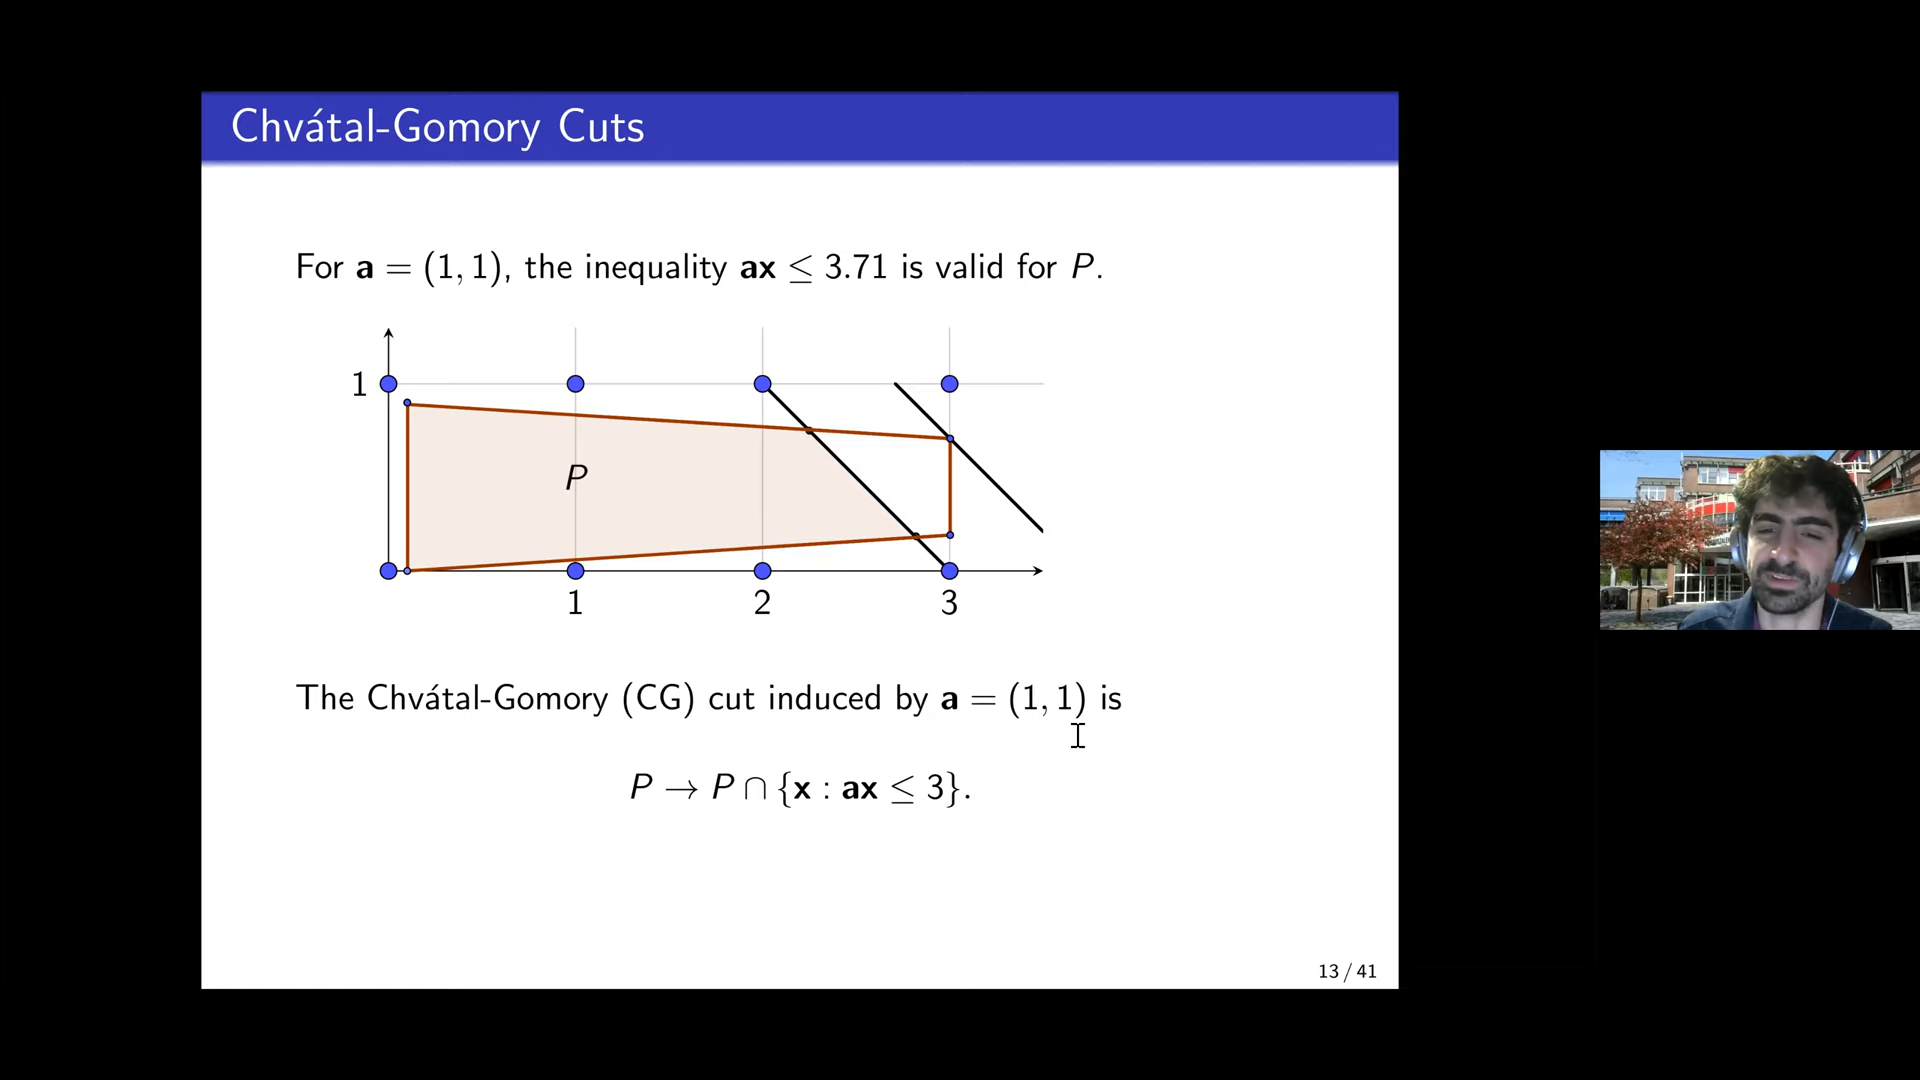 Chvátal-Gomory Cuts
For a = (1, 1), the inequality ax ≤ 3.71 is valid for P.
1
P
1 2 3
The Chvátal-Gomory (CG) cut induced by a = (1, 1) is
P → P ∩ {x : ax ≤ 3}.
13 / 41